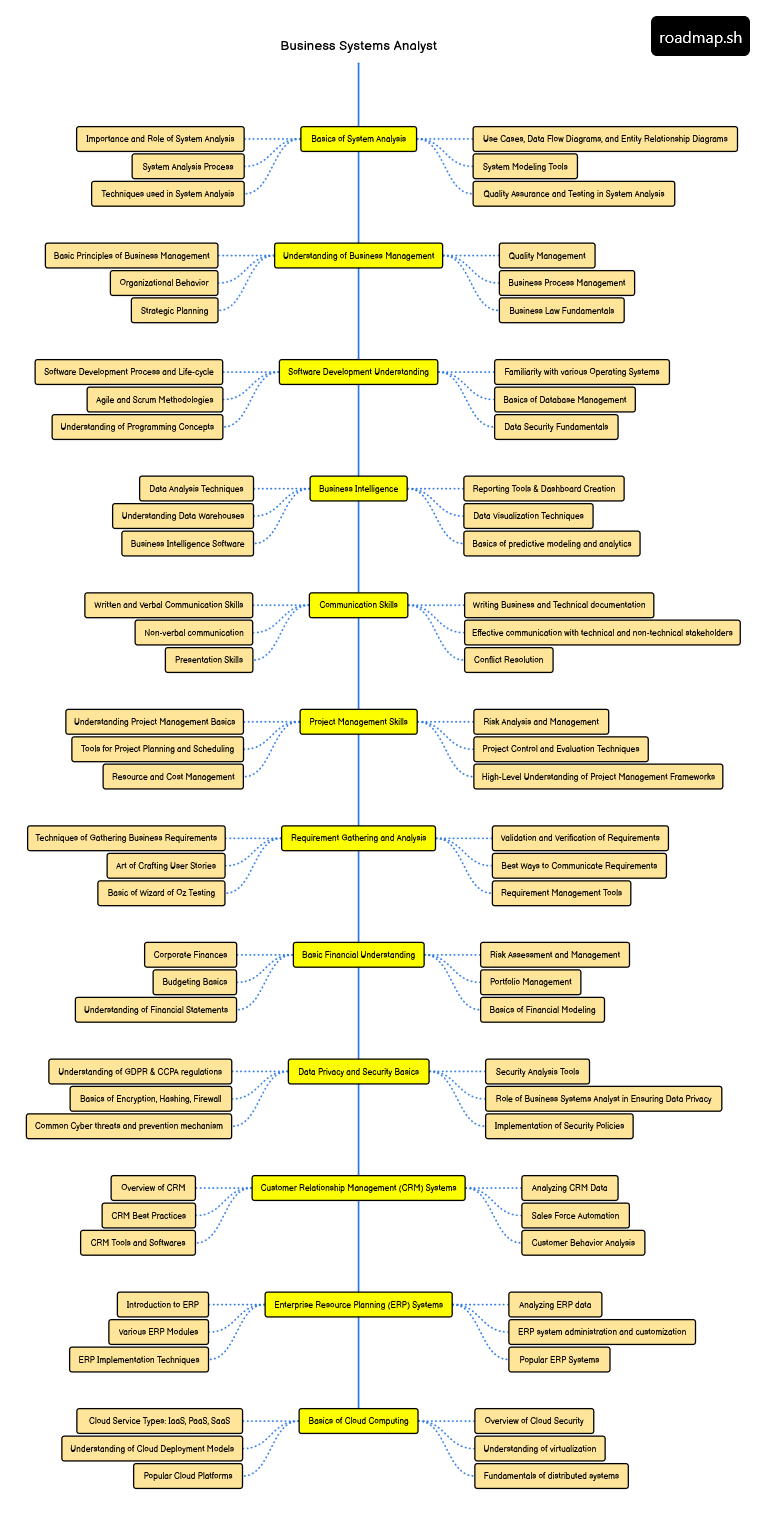 Business Systems Analyst
roadmap.sh
Importance and Role of System Analysis
Basics of System Analysis
Use Cases, Data Flow Diagrams, and Entity Relationship Diagrams
System Analysis Process
System Modeling Tools
Techniques used in System Analysis
Quality Assurance and Testing in System Analysis
Basic Principles of Business Management
Understanding of Business Management
Quality Management
Organizational Behavior
Business Process Management
Strategic Planning
Business Law Fundamentals
Software Development Process and Life-cycle
Software Development Understanding
Familiarity with various Operating Systems
Agile and Scrum Methodologies
Basics of Database Management
Understanding of Programming Concepts
Data Security Fundamentals
Data Analysis Techniques
Business Intelligence
Reporting Tools & Dashboard Creation
Understanding Data Warehouses
Data Visualization Techniques
Business Intelligence Software
Basics of predictive modeling and analytics
Written and Verbal Communication Skills
Communication Skills
Writing Business and Technical documentation
Non-verbal communication
Effective communication with technical and non-technical stakeholders
Presentation Skills
Conflict Resolution
Understanding Project Management Basics
Project Management Skills
Risk Analysis and Management
Tools for Project Planning and Scheduling
Project Control and Evaluation Techniques
Resource and Cost Management
High-Level Understanding of Project Management Frameworks
Techniques of Gathering Business Requirements
Requirement Gathering and Analysis
Validation and Verification of Requirements
Art of Crafting User Stories
Best Ways to Communicate Requirements
Basic of Wizard of Oz Testing
Requirement Management Tools
Corporate Finances
Basic Financial Understanding
Risk Assessment and Management
Budgeting Basics
Portfolio Management
Understanding of Financial Statements
Basics of Financial Modeling
Understanding of GDPR & CCPA regulations
Data Privacy and Security Basics
Security Analysis Tools
Basics of Encryption, Hashing, Firewall
Role of Business Systems Analyst in Ensuring Data Privacy
Common Cyber threats and prevention mechanism
Implementation of Security Policies
Overview of CRM
Customer Relationship Management (CRM) Systems
Analyzing CRM Data
CRM Best Practices
Sales Force Automation
CRM Tools and Softwares
Customer Behavior Analysis
Introduction to ERP
Enterprise Resource Planning (ERP) Systems
Analyzing ERP data
Various ERP Modules
ERP system administration and customization
ERP Implementation Techniques
Popular ERP Systems
Cloud Service Types: IaaS, PaaS, SaaS
Basics of Cloud Computing
Overview of Cloud Security
Understanding of Cloud Deployment Models
Understanding of virtualization
Popular Cloud Platforms
Fundamentals of distributed systems